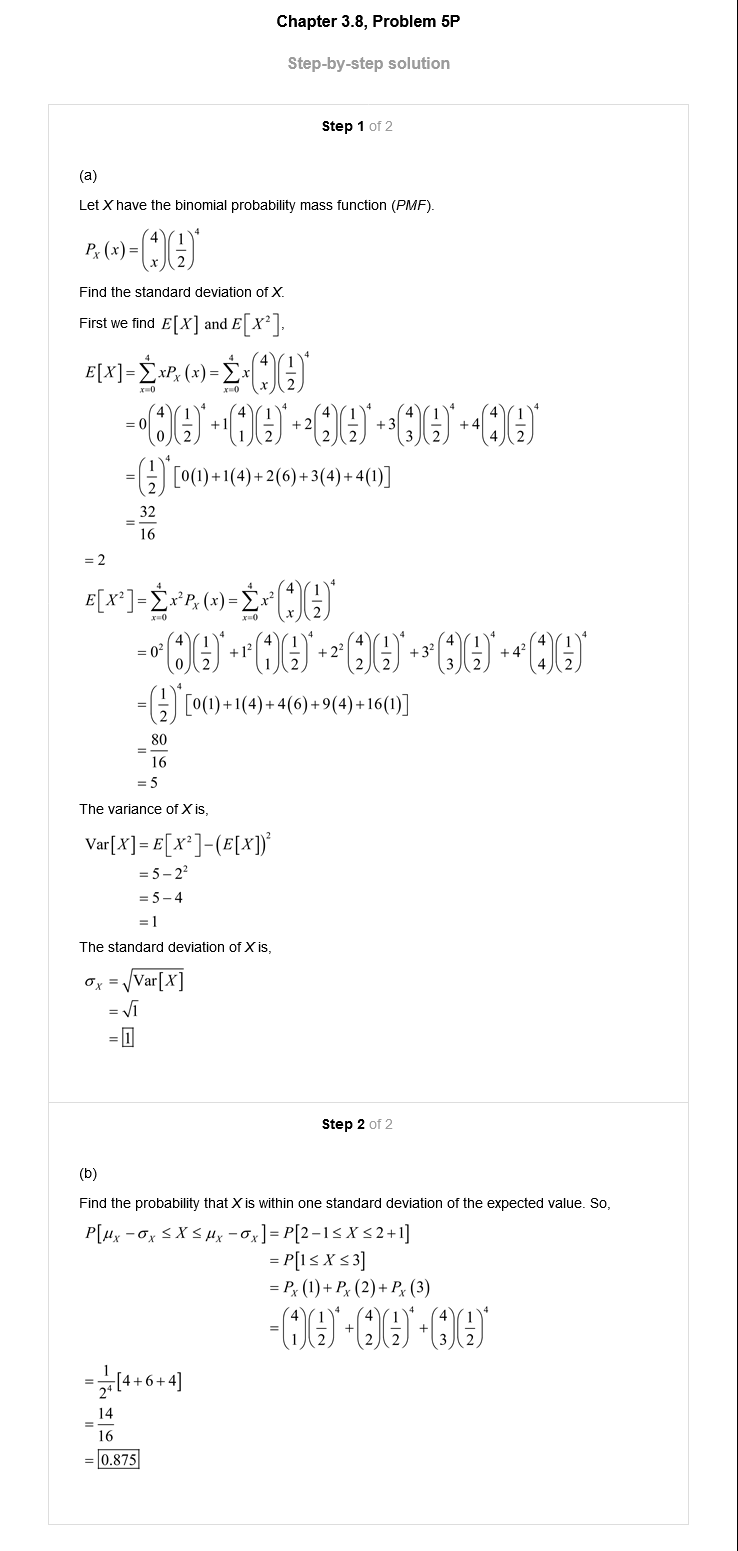 Chapter 3.8, Problem 5P
Step-by-step solution
Step 1 of 2
(a)
Let X have the binomial probability mass function (PMF).
P_X (x) = \binom{4}{x} \left(\frac{1}{2}\right)^4
Find the standard deviation of X.
First we find E[X] and E[X^2],
E[X] = \sum_{x=0}^{4} xP_X (x) = \sum_{x=0}^{4} x \binom{4}{x} \left(\frac{1}{2}\right)^4
= 0 \binom{4}{0} \left(\frac{1}{2}\right)^4 + 1 \binom{4}{1} \left(\frac{1}{2}\right)^4 + 2 \binom{4}{2} \left(\frac{1}{2}\right)^4 + 3 \binom{4}{3} \left(\frac{1}{2}\right)^4 + 4 \binom{4}{4} \left(\frac{1}{2}\right)^4
= \left(\frac{1}{2}\right)^4 [0(1)+1(4)+2(6)+3(4)+4(1)]
= \frac{32}{16}
= 2
E[X^2] = \sum_{x=0}^{4} x^2 P_X (x) = \sum_{x=0}^{4} x^2 \binom{4}{x} \left(\frac{1}{2}\right)^4
= 0^2 \binom{4}{0} \left(\frac{1}{2}\right)^4 + 1^2 \binom{4}{1} \left(\frac{1}{2}\right)^4 + 2^2 \binom{4}{2} \left(\frac{1}{2}\right)^4 + 3^2 \binom{4}{3} \left(\frac{1}{2}\right)^4 + 4^2 \binom{4}{4} \left(\frac{1}{2}\right)^4
= \left(\frac{1}{2}\right)^4 [0(1)+1(4)+4(6)+9(4)+16(1)]
= \frac{80}{16}
= 5
The variance of X is,
Var[X] = E[X^2] - (E[X])^2
= 5 - 2^2
= 5 - 4
= 1
The standard deviation of X is,
σ_X = \sqrt{Var[X]}
= \sqrt{1}
= \boxed{1}
Step 2 of 2
(b)
Find the probability that X is within one standard deviation of the expected value. So,
P[μ_X - σ_X ≤ X ≤ μ_X - σ_X] = P[2-1 ≤ X ≤ 2+1]
= P[1 ≤ X ≤ 3]
= P_X (1) + P_X (2) + P_X (3)
= \binom{4}{1} \left(\frac{1}{2}\right)^4 + \binom{4}{2} \left(\frac{1}{2}\right)^4 + \binom{4}{3} \left(\frac{1}{2}\right)^4
= \frac{1}{2^4} [4+6+4]
= \frac{14}{16}
= \boxed{0.875}